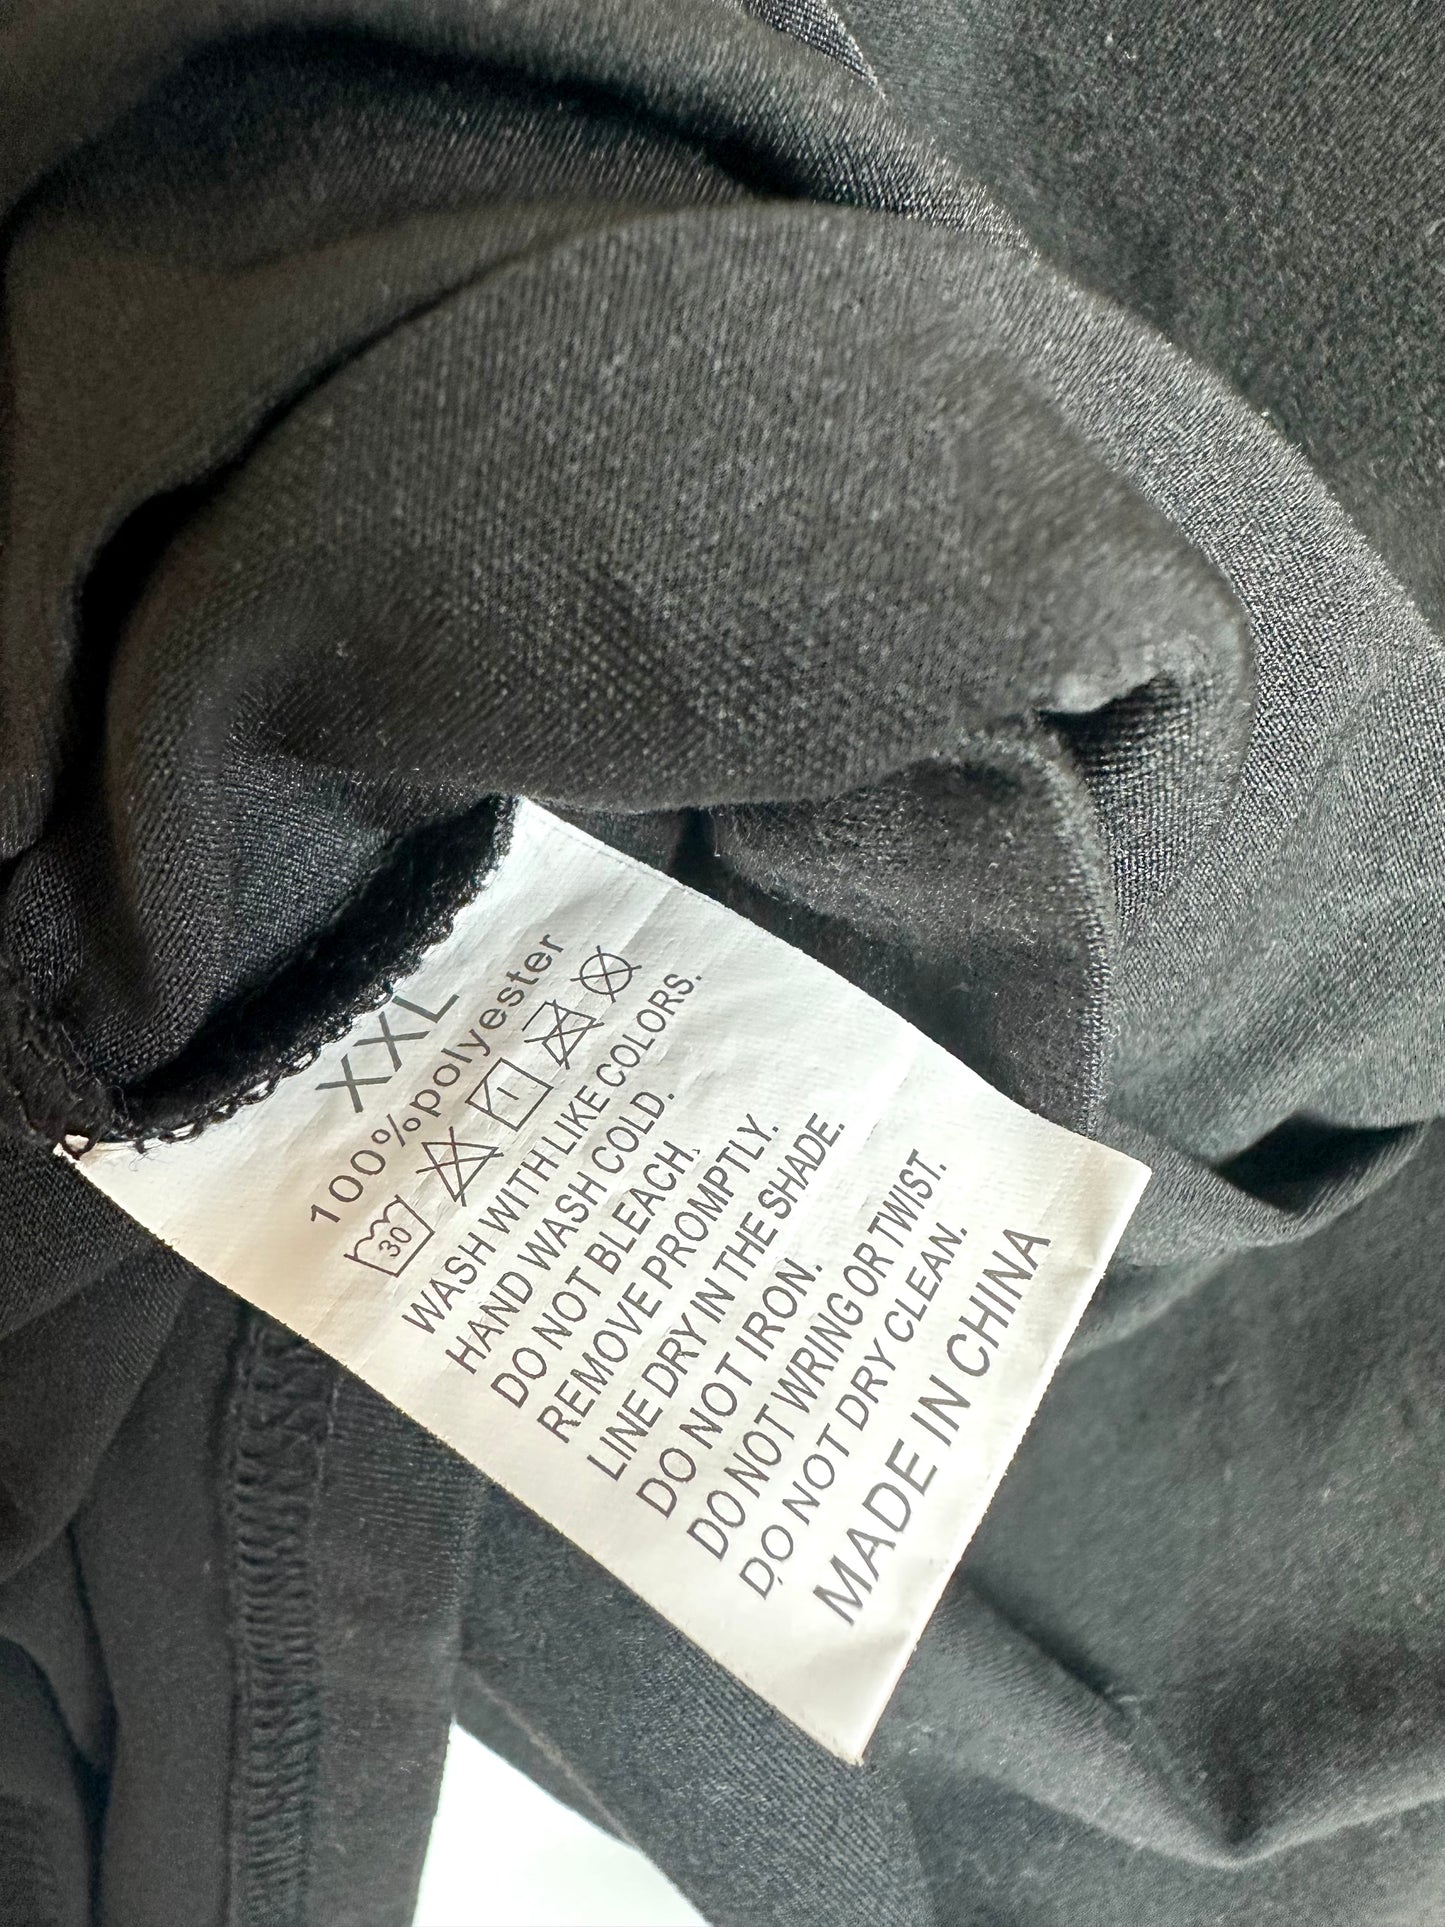 XXL
100%polyester
30
WASH WITH LIKE COLORS.
HAND WASH COLD.
DO NOT BLEACH.
REMOVE PROMPTLY.
LINE DRY IN THE SHADE.
DO NOT IRON.
DO NOT WRING OR TWIST.
DO NOT DRY CLEAN.
MADE IN CHINA